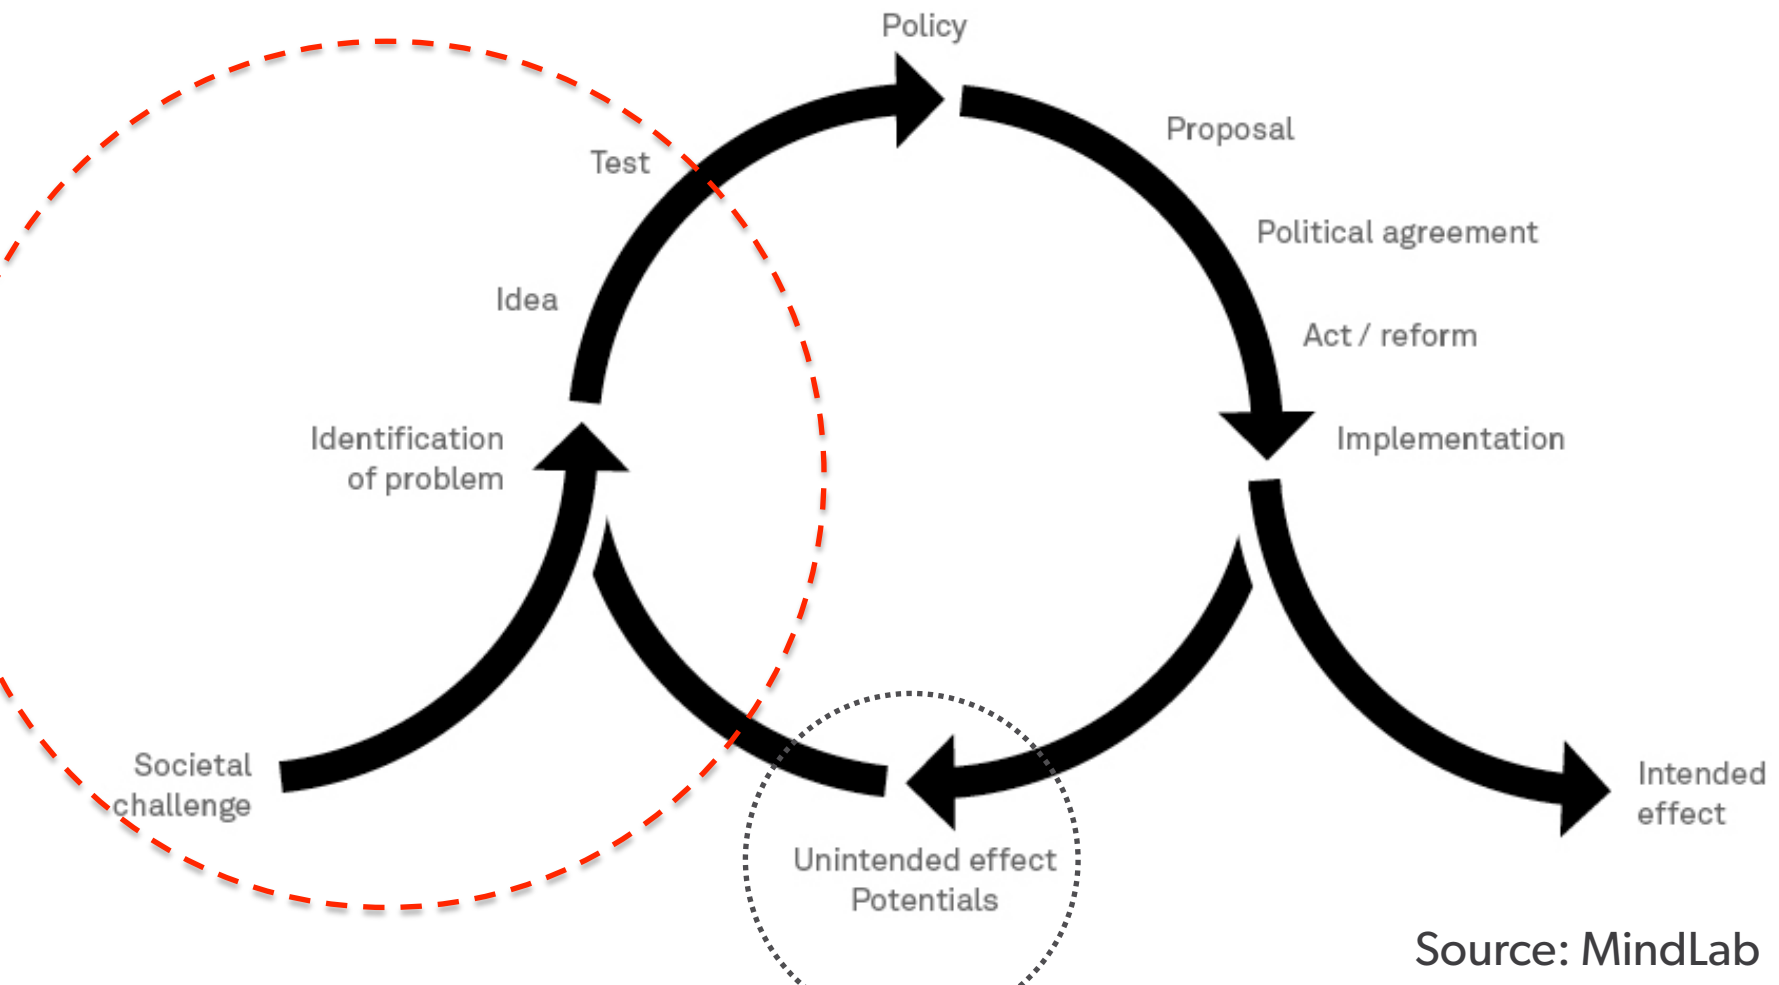 Policy
Proposal
Test
Political agreement
Idea
Act / reform
Identification
of problem
Implementation
Societal
challenge
Intended
effect
Unintended effect
Potentials
Source: MindLab